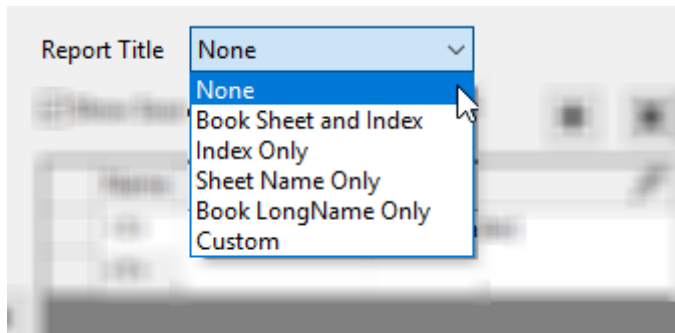 Report Title None
None
Book Sheet and Index
Index Only
Sheet Name Only
Book LongName Only
Custom